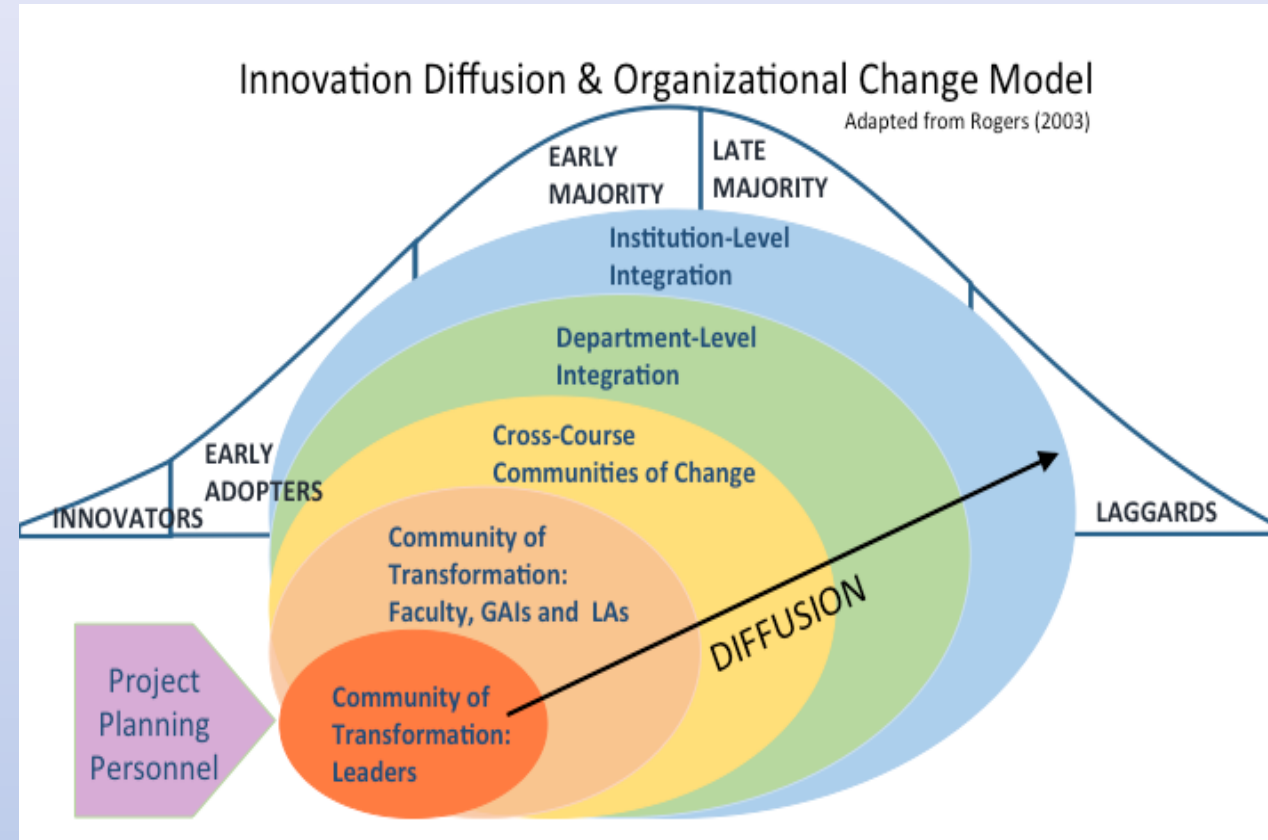 Innovation Diffusion & Organizational Change Model
Adapted from Rogers (2003)
EARLY
MAJORITY
LATE
MAJORITY
Institution-Level
Integration
Department-Level
Integration
Cross-Course
Communities of Change
EARLY
ADOPTERS
INNOVATORS
LAGGARDS
Community of
Transformation:
Faculty, GAIs and LAs
DIFFUSION
Project
Planning
Personnel
Community of
Transformation:
Leaders